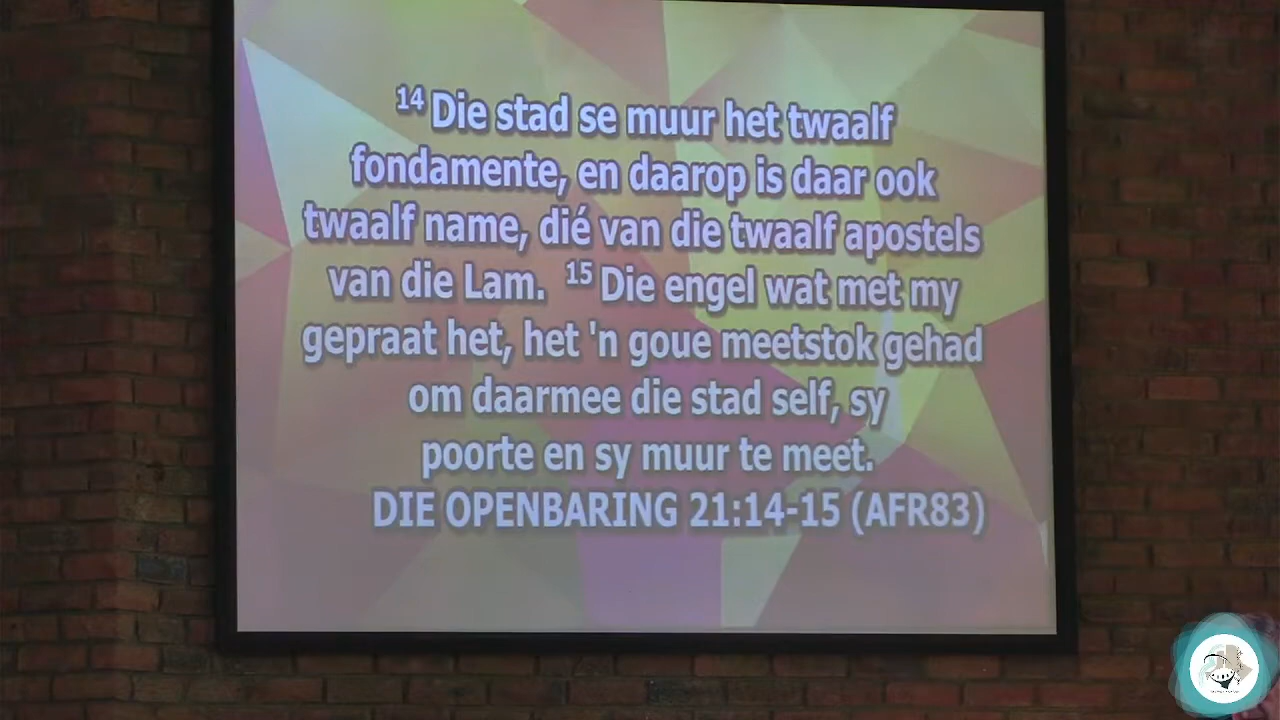 14 Die stad se muur het twaalf
fondamente, en daarop is daar ook
twaalf name, dié van die twaalf apostels
van die Lam. 15 Die engel wat met my
gepraat het, het 'n goue meetstok gehad
om daarmee die stad self, sy
poorte en sy muur te meet.
DIE OPENBARING 21:14-15 (AFR83)